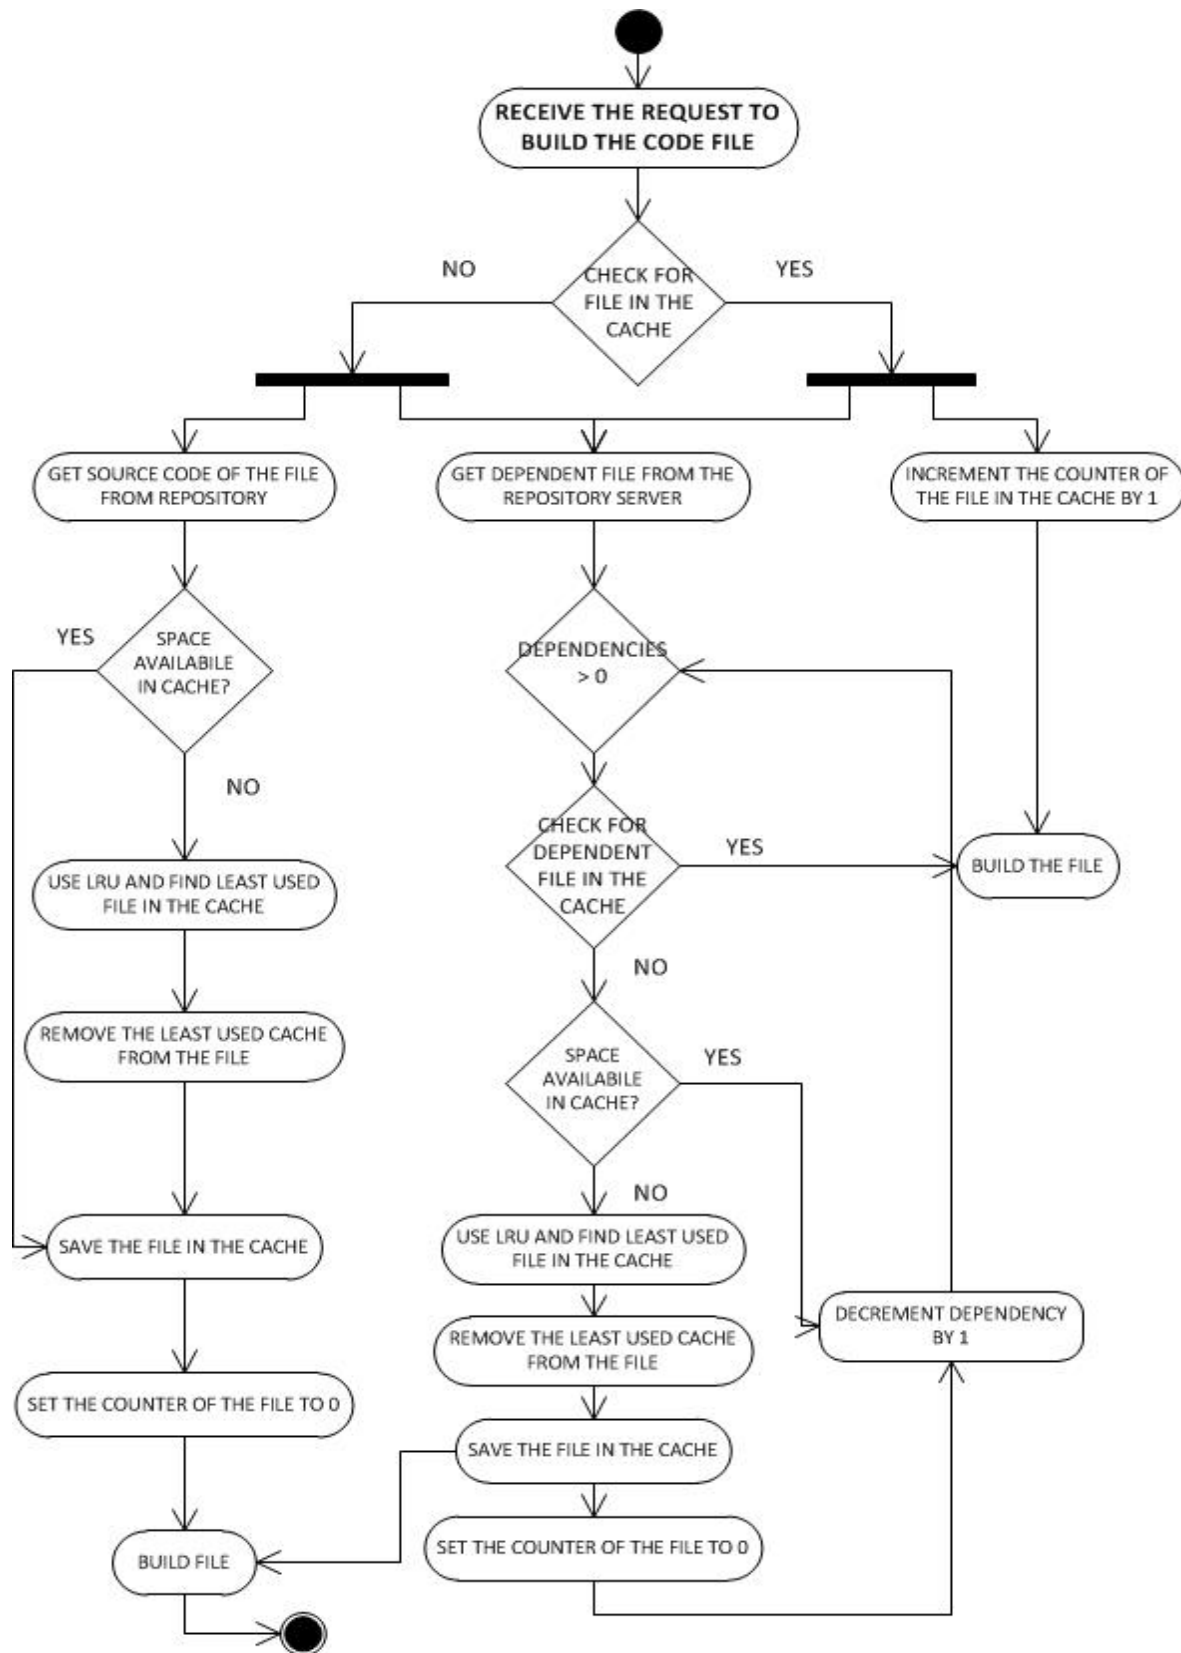 RECEIVE THE REQUEST TO
BUILD THE CODE FILE
NO
CHECK FOR
FILE IN THE
CACHE
YES
GET SOURCE CODE OF THE FILE
FROM REPOSITORY
GET DEPENDENT FILE FROM THE
REPOSITORY SERVER
INCREMENT THE COUNTER OF
THE FILE IN THE CACHE BY 1
YES
SPACE
AVAILABILE
IN CACHE?
NO
DEPENDENCIES
> 0
CHECK FOR
DEPENDENT
FILE IN THE
CACHE
YES
BUILD THE FILE
NO
USE LRU AND FIND LEAST USED
FILE IN THE CACHE
REMOVE THE LEAST USED CACHE
FROM THE FILE
SPACE
AVAILABILE
IN CACHE?
YES
NO
SAVE THE FILE IN THE CACHE
USE LRU AND FIND LEAST USED
FILE IN THE CACHE
REMOVE THE LEAST USED CACHE
FROM THE FILE
DECREMENT DEPENDENCY
BY 1
SET THE COUNTER OF THE FILE TO 0
SAVE THE FILE IN THE CACHE
SET THE COUNTER OF THE FILE TO 0
BUILD FILE